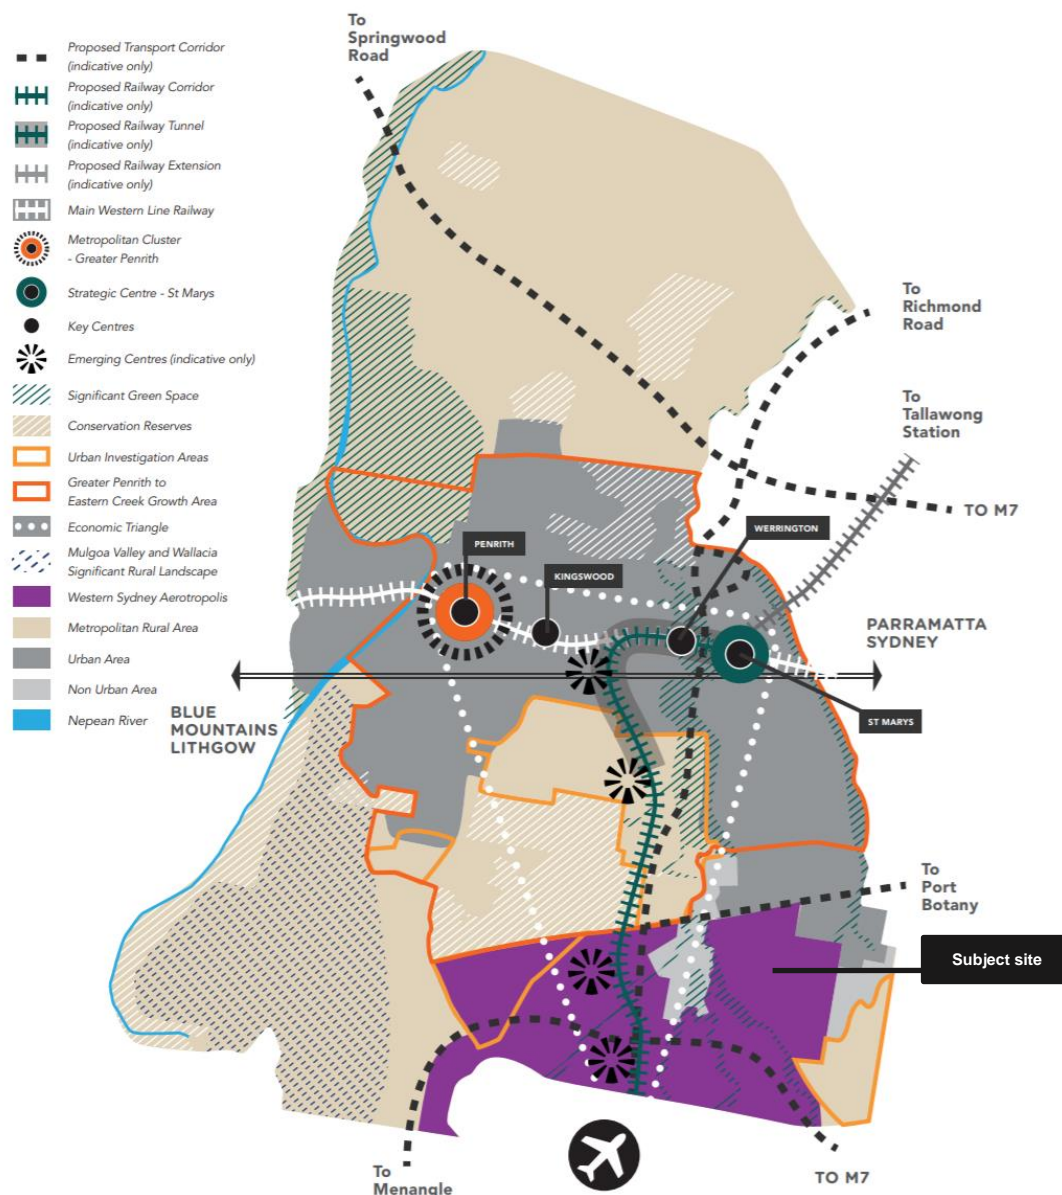 To
Springwood
Road
Proposed Transport Corridor
(indicative only)
Proposed Railway Corridor
(indicative only)
Proposed Railway Tunnel
(indicative only)
Proposed Railway Extension
(indicative only)
Main Western Line Railway
Metropolitan Cluster
- Greater Penrith
Strategic Centre - St Marys
Key Centres
Emerging Centres (indicative only)
Significant Green Space
Conservation Reserves
Urban Investigation Areas
Greater Penrith to
Eastern Creek Growth Area
Economic Triangle
Mulgoa Valley and Wallacia
Significant Rural Landscape
Western Sydney Aerotropolis
Metropolitan Rural Area
Urban Area
Non Urban Area
Nepean River
To
Richmond
Road
To
Tallawong
Station
TO M7
WERRINGTON
PENRITH
KINGSWOOD
PARRAMATTA
SYDNEY
BLUE
MOUNTAINS
LITHGOW
ST MARYS
To
Port
Botany
Subject site
To
Menangle
TO M7